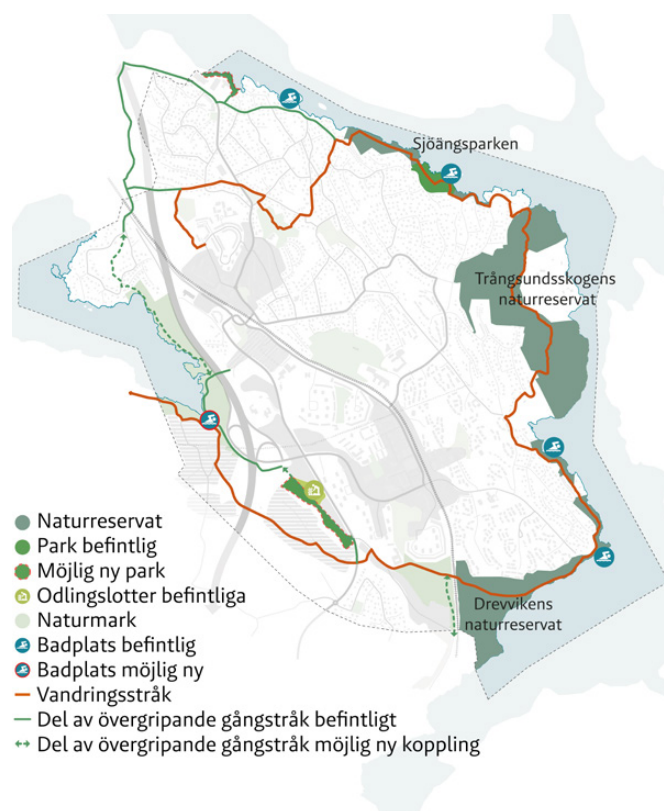 Sjöängsparken
Trångsundsskogens
naturreservat
Drevvikens
naturreservat
Naturreservat
Park befintlig
Möjlig ny park
Odlingslotter befintliga
Naturmark
Badplats befintlig
Badplats möjlig ny
Vandringsstråk
Del av övergripande gångstråk befintligt
Del av övergripande gångstråk möjlig ny koppling